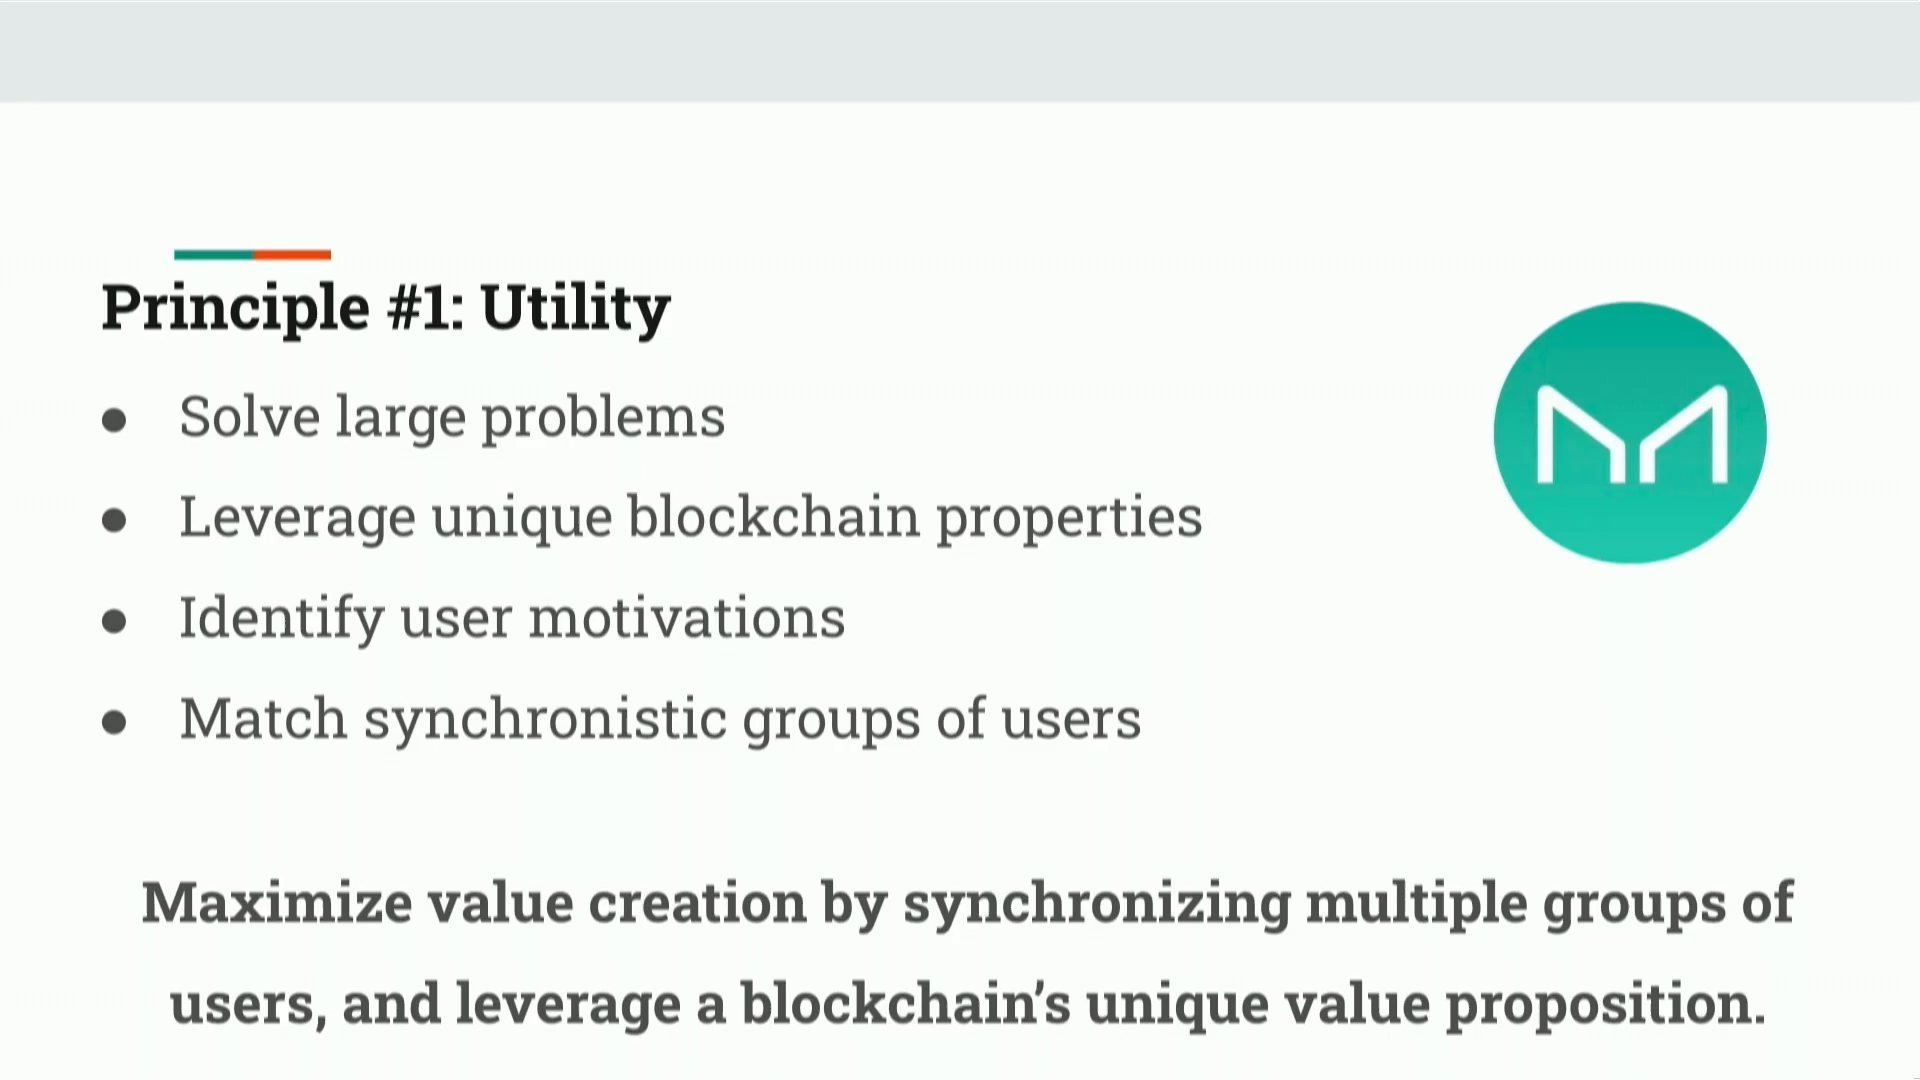 Principle #1: Utility
● Solve large problems
● Leverage unique blockchain properties
● Identify user motivations
● Match synchronistic groups of users
Maximize value creation by synchronizing multiple groups of
users, and leverage a blockchain’s unique value proposition.